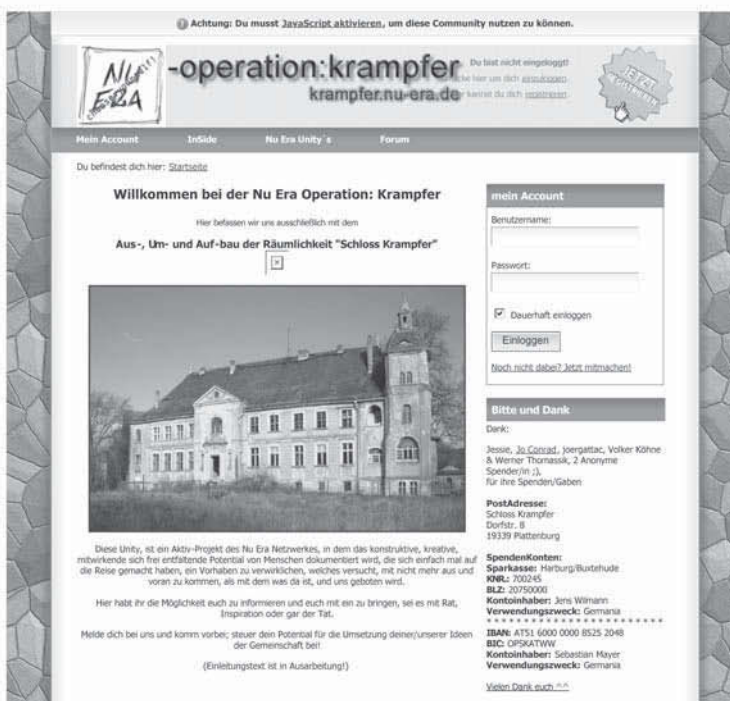 Achtung: Du musst JavaScript aktivieren, um diese Community nutzen zu können.
NU
ERA
-operation:krampfer
krampfer.nu-era.de
Du bist nicht eingeloggt!
hier um dich einzuloggen.
kannst du dich registrieren.
JETZT
REGISTRIEREN
Mein Account InSide Nu Era Unity´s Forum
Du befindest dich hier: Startseite
Willkommen bei der Nu Era Operation: Krampfer
Hier befassen wir uns ausschließlich mit dem
Aus-, Um- und Auf-bau der Räumlichkeit "Schloss Krampfer"
Diese Unity, ist ein Aktiv-Projekt des Nu Era Netzwerkes, in dem das konstruktive, kreative,
mitwirkende sich frei entfaltende Potential von Menschen dokumentiert wird, die sich einfach mal auf
die Reise gemacht haben, ein Vorhaben zu verwirklichen, welches versucht, mit nicht mehr aus und
voran zu kommen, als mit dem was da ist, und uns geboten wird.
Hier habt ihr die Möglichkeit euch zu informieren und euch mit ein zu bringen, sei es mit Rat,
Inspiration oder gar der Tat.
Melde dich bei uns und komm vorbei; steuer dein Potential für die Umsetzung deiner/unserer Ideen
der Gemeinschaft bei!
(Einleitungstext ist in Ausarbeitung!)
mein Account
Benutzername:
Passwort:
Dauerhaft einloggen
Einloggen
Noch nicht dabei? Jetzt mitmachen!
Bitte und Dank
Dank:
Jessie, Jo Conrad, joergattac, Volker Köhne
& Werner Thomassik, 2 Anonyme
Spender/in ;),
für ihre Spenden/Gaben
PostAdresse:
Schloss Krampfer
Dorfstr. 8
19339 Plattenburg
SpendenKonten:
Sparkasse: Harburg/Buxtehude
KNR.: 700245
BLZ: 20750000
Kontoinhaber: Jens Wilmann
Verwendungszweck: Germania
* * * * * * * * * * * * * * * * * * * * * * * *
IBAN: AT51 6000 0000 8525 2048
BIC: OPSKATWW
Kontoinhaber: Sebastian Mayer
Verwendungszweck: Germania
Vielen Dank euch ^^